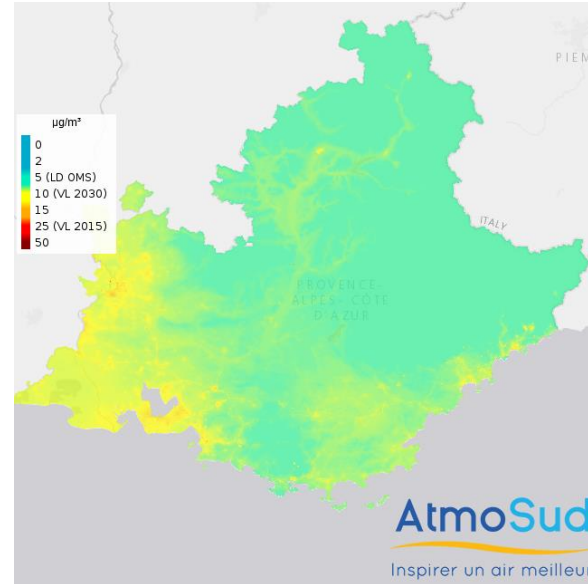 PIEM
µg/m³
0
2
5 (LD OMS)
10 (VL 2030)
15
25 (VL 2015)
50
ITALY
PROVENCE-
ALPES- CÔTE
D'AZUR
AtmoSud
Inspirer un air meilleur